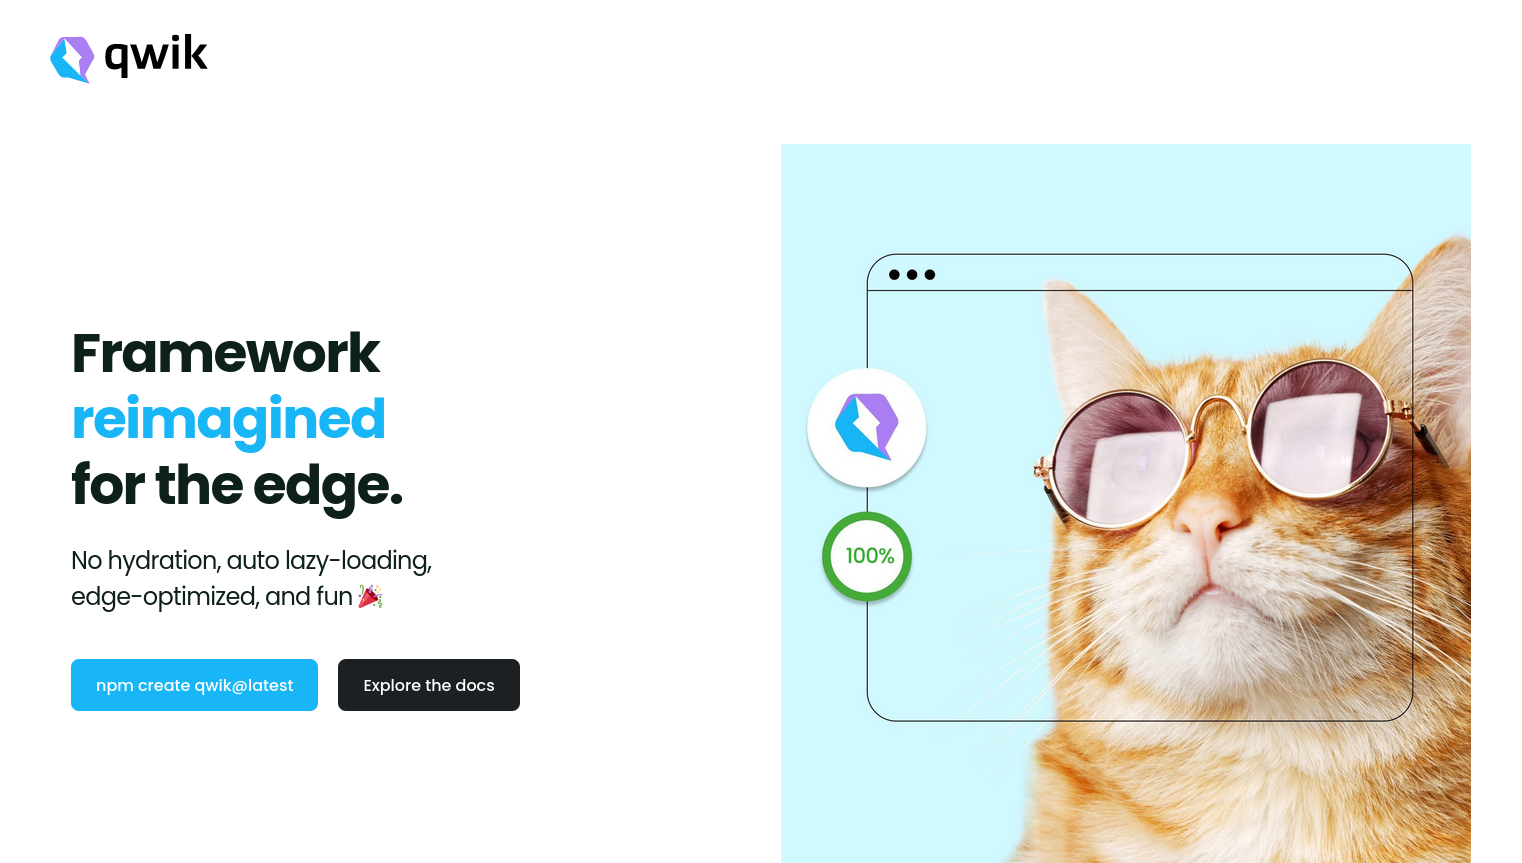 qwik
Framework
reimagined
for the edge.
No hydration, auto lazy-loading,
edge-optimized, and fun 🎉
npm create qwik@latest
Explore the docs
100%